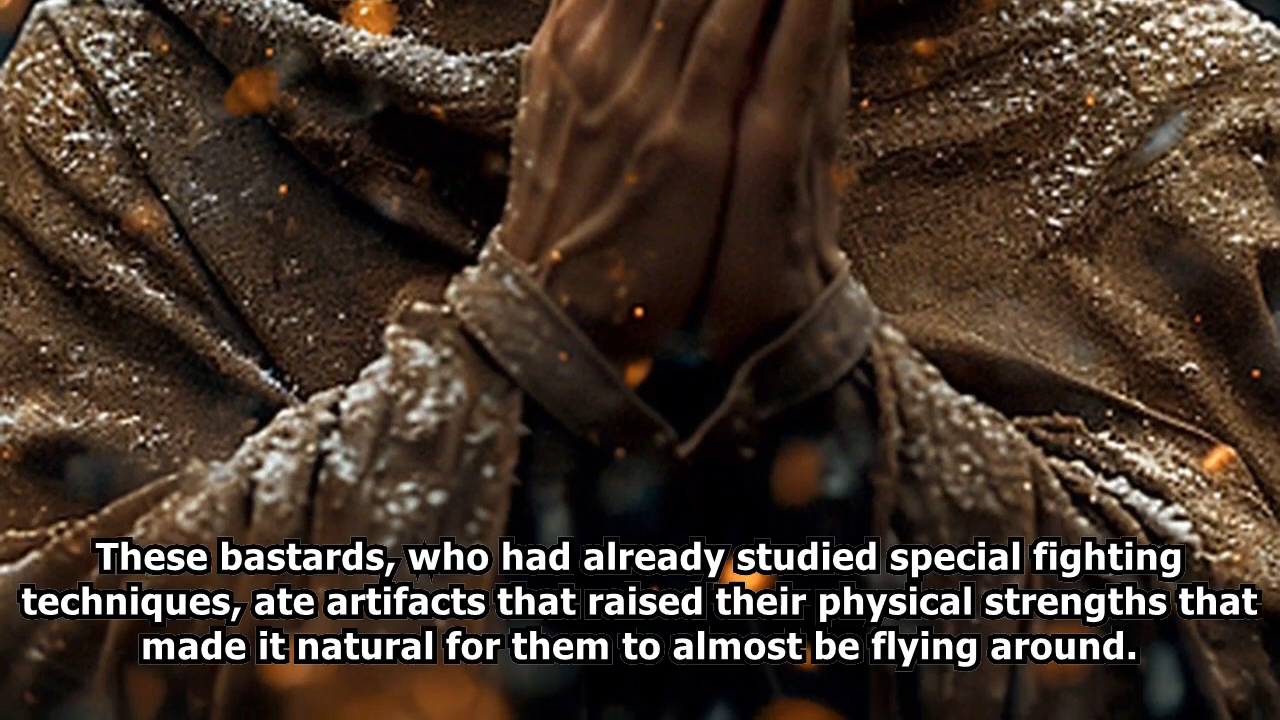 These bastards, who had already studied special fighting
techniques, ate artifacts that raised their physical strengths that
made it natural for them to almost be flying around.